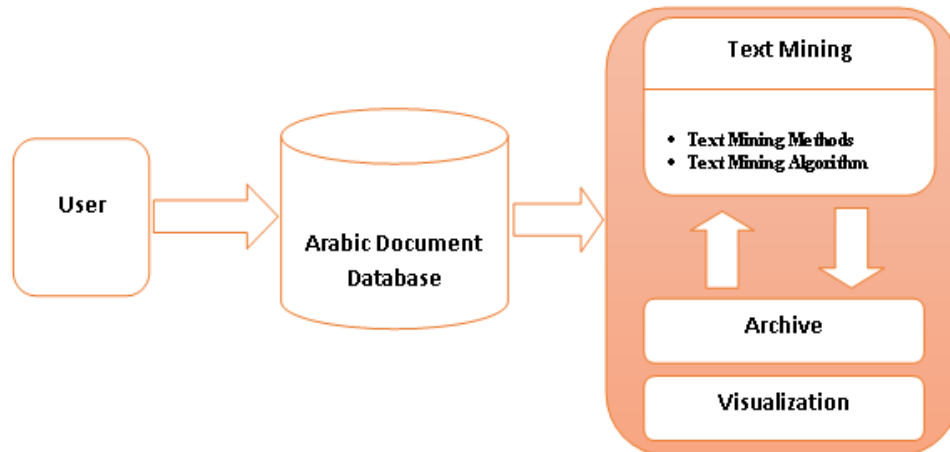 User
Arabic Document
Database
Text Mining
• Text Mining Methods
• Text Mining Algorithm
Archive
Visualization